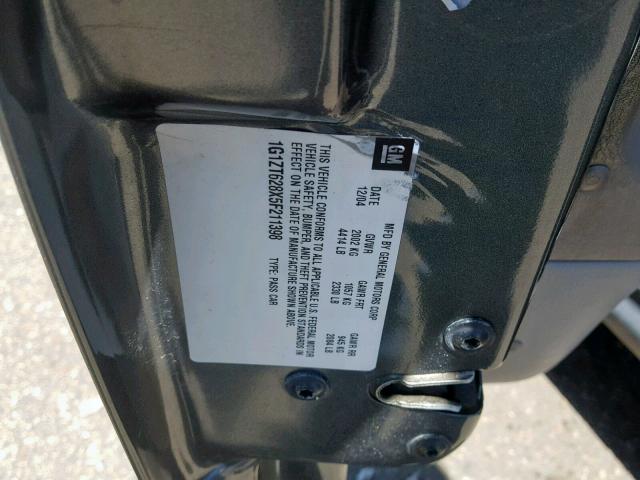 GM
MFD BY GENERAL MOTORS CORP
DATE GVWR GAWR FRT GAWR RR
12/04 2002 KG 1057 KG 945 KG
4414 LB 2330 LB 2084 LB
THIS VEHICLE CONFORMS TO ALL APPLICABLE U.S. FEDERAL MOTOR
VEHICLE SAFETY, BUMPER, AND THEFT PREVENTION STANDARDS IN
EFFECT ON THE DATE OF MANUFACTURE SHOWN ABOVE.
1G1ZT628X5F211398 TYPE: PASS CAR